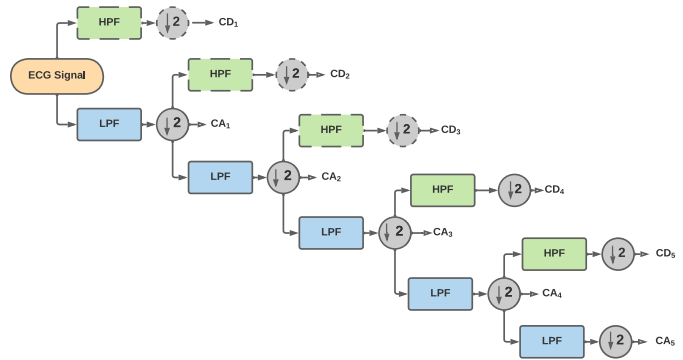 HPF
↓2
CD₁
ECG Signal
HPF
↓2
CD₂
LPF
↓2
CA₁
HPF
↓2
CD₃
LPF
↓2
CA₂
HPF
↓2
CD₄
LPF
↓2
CA₃
HPF
↓2
CD₅
LPF
↓2
CA₄
LPF
↓2
CA₅